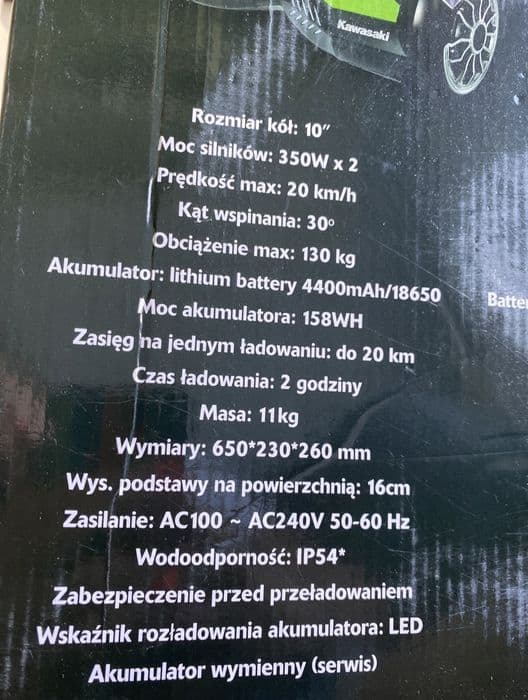 Kawasaki
Rozmiar kół: 10"
Moc silników: 350W x 2
Prędkość max: 20 km/h
Kąt wspinania: 30°
Obciążenie max: 130 kg
Akumulator: lithium battery 4400mAh/18650
Moc akumulatora: 158WH
Zasięg na jednym ładowaniu: do 20 km
Czas ładowania: 2 godziny
Masa: 11kg
Wymiary: 650*230*260 mm
Wys. podstawy na powierzchnią: 16cm
Zasilanie: AC100 ~ AC240V 50-60 Hz
Wodoodporność: IP54*
Zabezpieczenie przed przeładowaniem
Wskaźnik rozładowania akumulatora: LED
Akumulator wymienny (serwis)